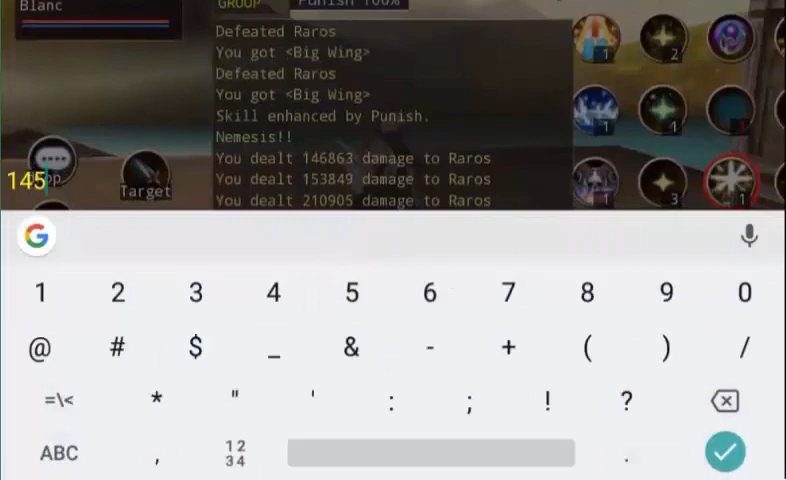 Blanc
GROUP
Punish 100%
Defeated Raros
You got <Big Wing>
Defeated Raros
You got <Big Wing>
Skill enhanced by Punish.
Nemesis!!
You dealt 146863 damage to Raros
You dealt 153849 damage to Raros
You dealt 210905 damage to Raros
1 2
1 1 1
1 3 1
145
Target
G
1 2 3 4 5 6 7 8 9 0
@ # $ _ & - + ( ) /
=\< * " ' : ; ! ?
ABC , 12 34 .